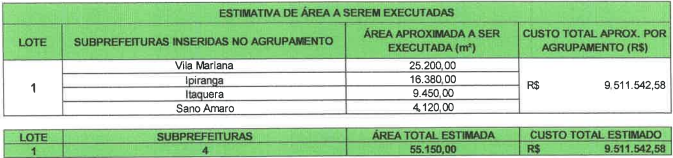 ESTIMATIVA DE ÁREA A SEREM EXECUTADAS
LOTE SUBPREFEITURAS INSERIDAS NO AGRUPAMENTO ÁREA APROXIMADA A SER EXECUTADA (m²) CUSTO TOTAL APROX. POR AGRUPAMENTO (R$)
1 Vila Mariana 25.200,00 R$ 9.511.542,58
Ipiranga 16.380,00
Itaquera 9.450,00
Sano Amaro 4,120,00
LOTE SUBPREFEITURAS ÁREA TOTAL ESTIMADA CUSTO TOTAL ESTIMADO
1 4 55.150,00 R$ 9.511.542,58